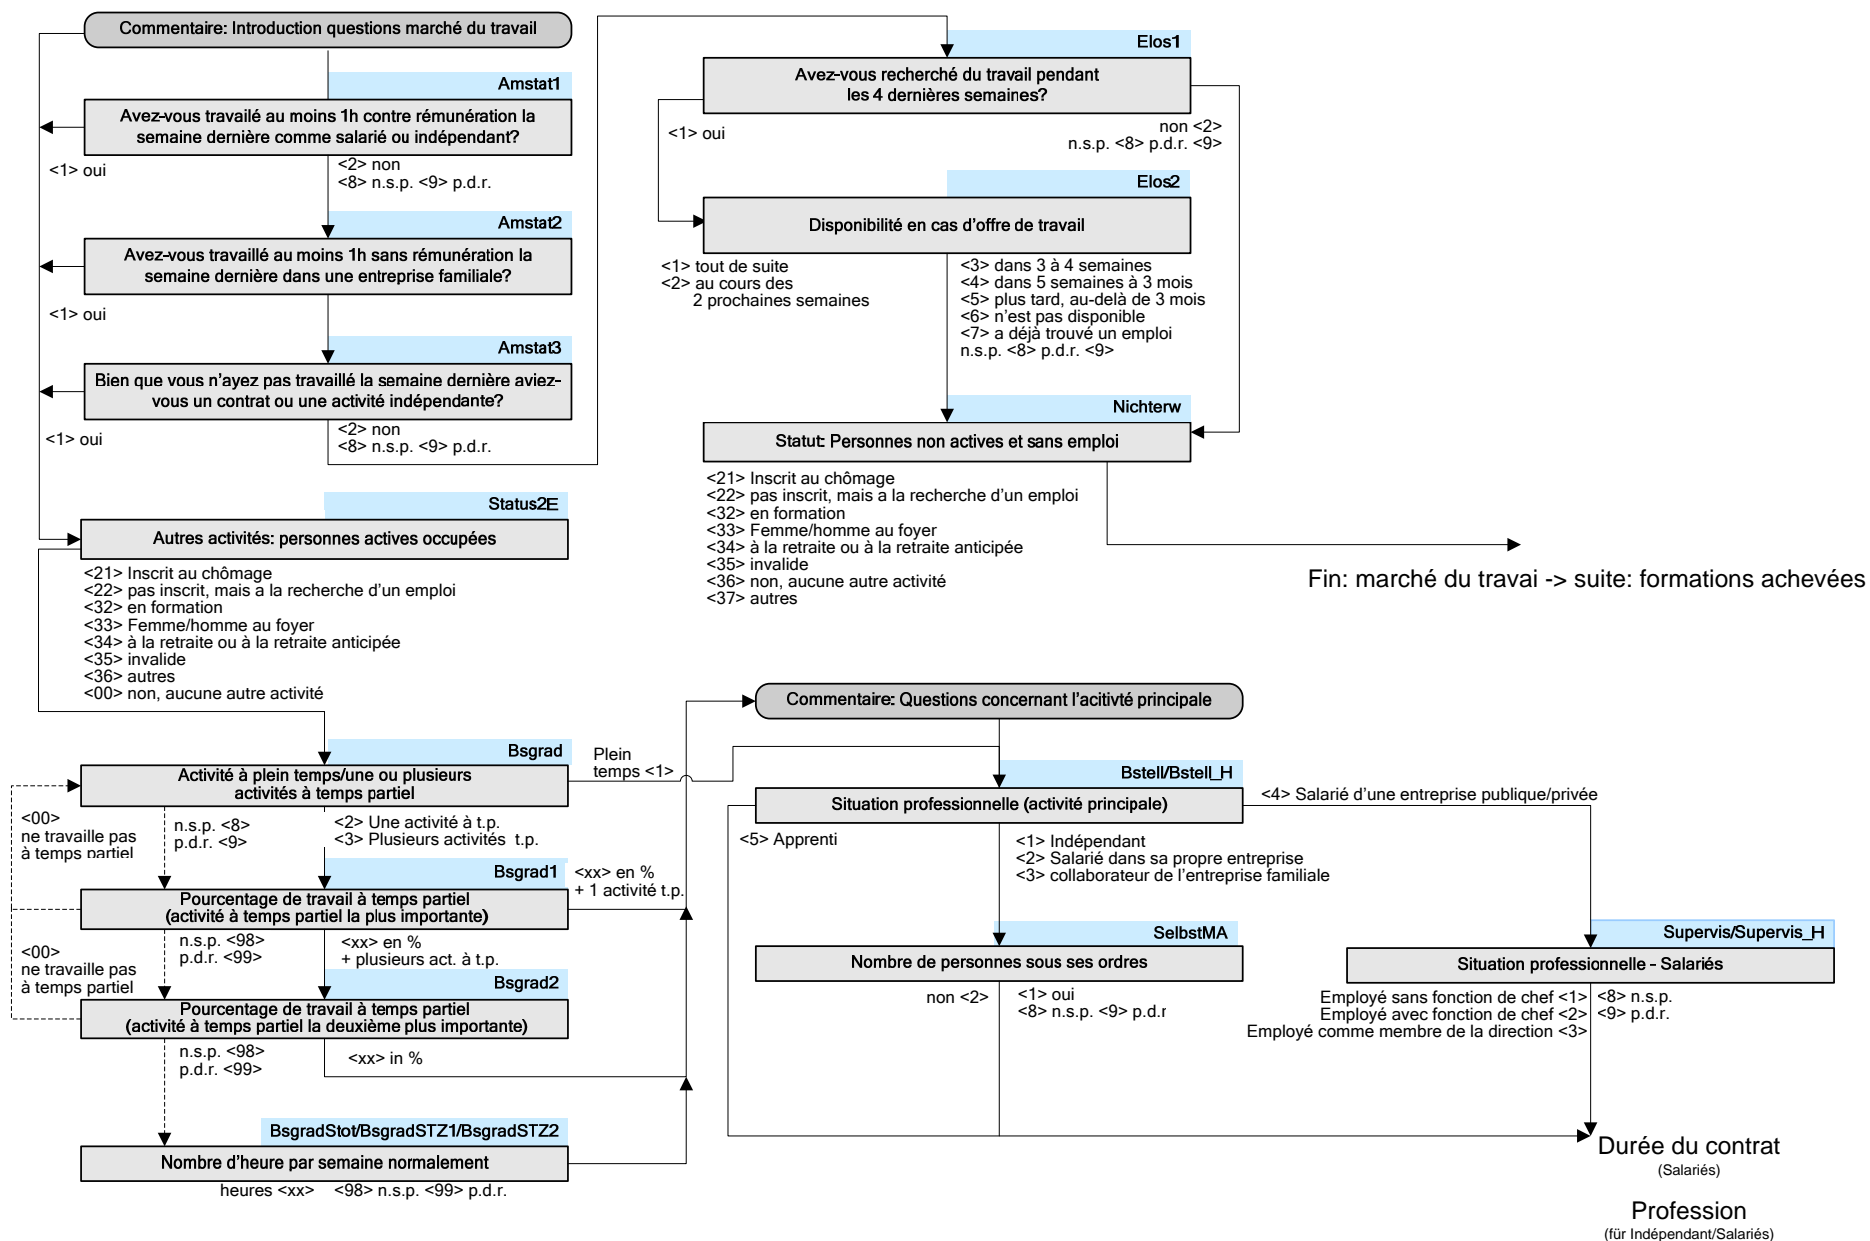 Commentaire: Introduction questions marché du travail
Amstat1
Avez-vous travailé au moins 1h contre rémunération la
semaine dernière comme salarié ou indépendant?
<1> oui
<2> non
<8> n.s.p. <9> p.d.r.
Amstat2
Avez-vous travaillé au moins 1h sans rémunération la
semaine dernière dans une entreprise familiale?
<1> oui
Amstat3
Bien que vous n'ayez pas travaillé la semaine dernière aviez-
vous un contrat ou une activité indépendante?
<1> oui
<2> non
<8> n.s.p. <9> p.d.r.
Status2E
Autres activités: personnes actives occupées
<21> Inscrit au chômage
<22> pas inscrit, mais a la recherche d'un emploi
<32> en formation
<33> Femme/homme au foyer
<34> à la retraite ou à la retraite anticipée
<35> invalide
<36> autres
<00> non, aucune autre activité
Elos1
Avez-vous recherché du travail pendant
les 4 dernières semaines?
<1> oui
non <2>
n.s.p. <8> p.d.r. <9>
Elos2
Disponibilité en cas d'offre de travail
<1> tout de suite
<2> au cours des
2 prochaines semaines
<3> dans 3 à 4 semaines
<4> dans 5 semaines à 3 mois
<5> plus tard, au-delà de 3 mois
<6> n'est pas disponible
<7> a déjà trouvé un emploi
n.s.p. <8> p.d.r. <9>
Nichterw
Statut: Personnes non actives et sans emploi
<21> Inscrit au chômage
<22> pas inscrit, mais a la recherche d'un emploi
<32> en formation
<33> Femme/homme au foyer
<34> à la retraite ou à la retraite anticipée
<35> invalide
<36> non, aucune autre activité
<37> autres
Fin: marché du travai -> suite: formations achevées
Bsgrad
Activité à plein temps/une ou plusieurs
activités à temps partiel
Plein
temps <1>
<00>
ne travaille pas
à temps partiel
n.s.p. <8>
p.d.r. <9>
<2> Une activité à t.p.
<3> Plusieurs activités t.p.
Bsgrad1
Pourcentage de travail à temps partiel
(activité à temps partiel la plus importante)
<xx> en %
+ 1 activité t.p.
<00>
ne travaille pas
à temps partiel
n.s.p. <98>
p.d.r. <99>
<xx> en %
+ plusieurs act. à t.p.
Bsgrad2
Pourcentage de travail à temps partiel
(activité à temps partiel la deuxième plus importante)
n.s.p. <98>
p.d.r. <99>
<xx> in %
BsgradStot/BsgradSTZ1/BsgradSTZ2
Nombre d'heure par semaine normalement
heures <xx> <98> n.s.p. <99> p.d.r.
Commentaire: Questions concernant l'acitivté principale
Bstell/Bstell_H
Situation professionnelle (activité principale)
<4> Salarié d'une entreprise publique/privée
<5> Apprenti
<1> Indépendant
<2> Salarié dans sa propre entreprise
<3> collaborateur de l'entreprise familiale
SelbstMA
Nombre de personnes sous ses ordres
non <2>
<1> oui
<8> n.s.p. <9> p.d.r
Supervis/Supervis_H
Situation professionnelle - Salariés
Employé sans fonction de chef <1>
Employé avec fonction de chef <2>
Employé comme membre de la direction <3>
<8> n.s.p.
<9> p.d.r.
Durée du contrat
(Salariés)
Profession
(für Indépendant/Salariés)